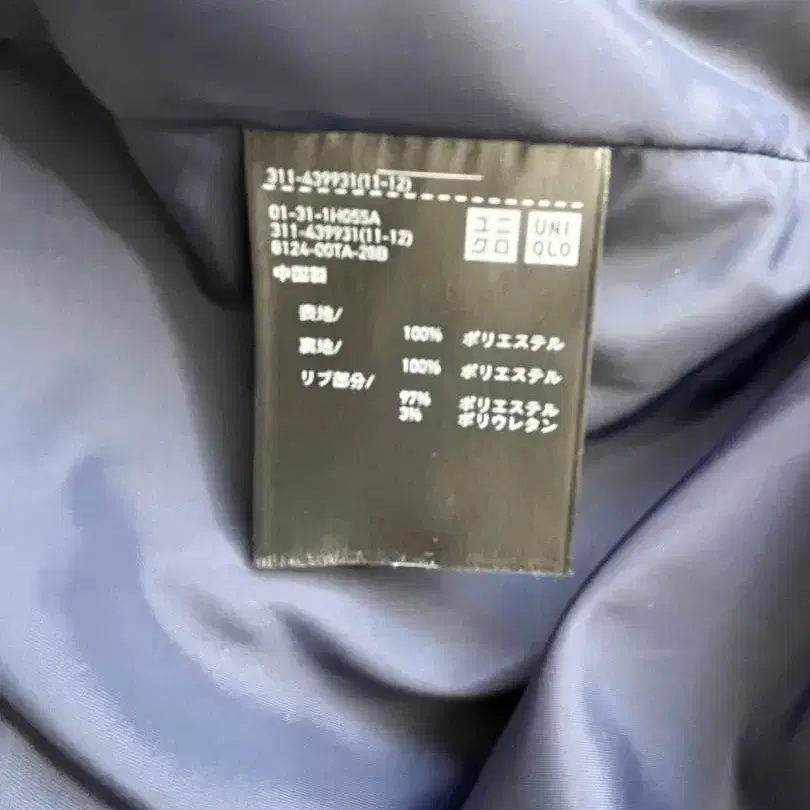 311-439931(11-12)
01-31-1H05SA
311-439931(11-12)
8124-00TA-28B
中国製
ユニクロ
UNIQLO
表地/
100% ポリエステル
裏地/
100% ポリエステル
リブ部分/
97% ポリエステル
3% ポリウレタン